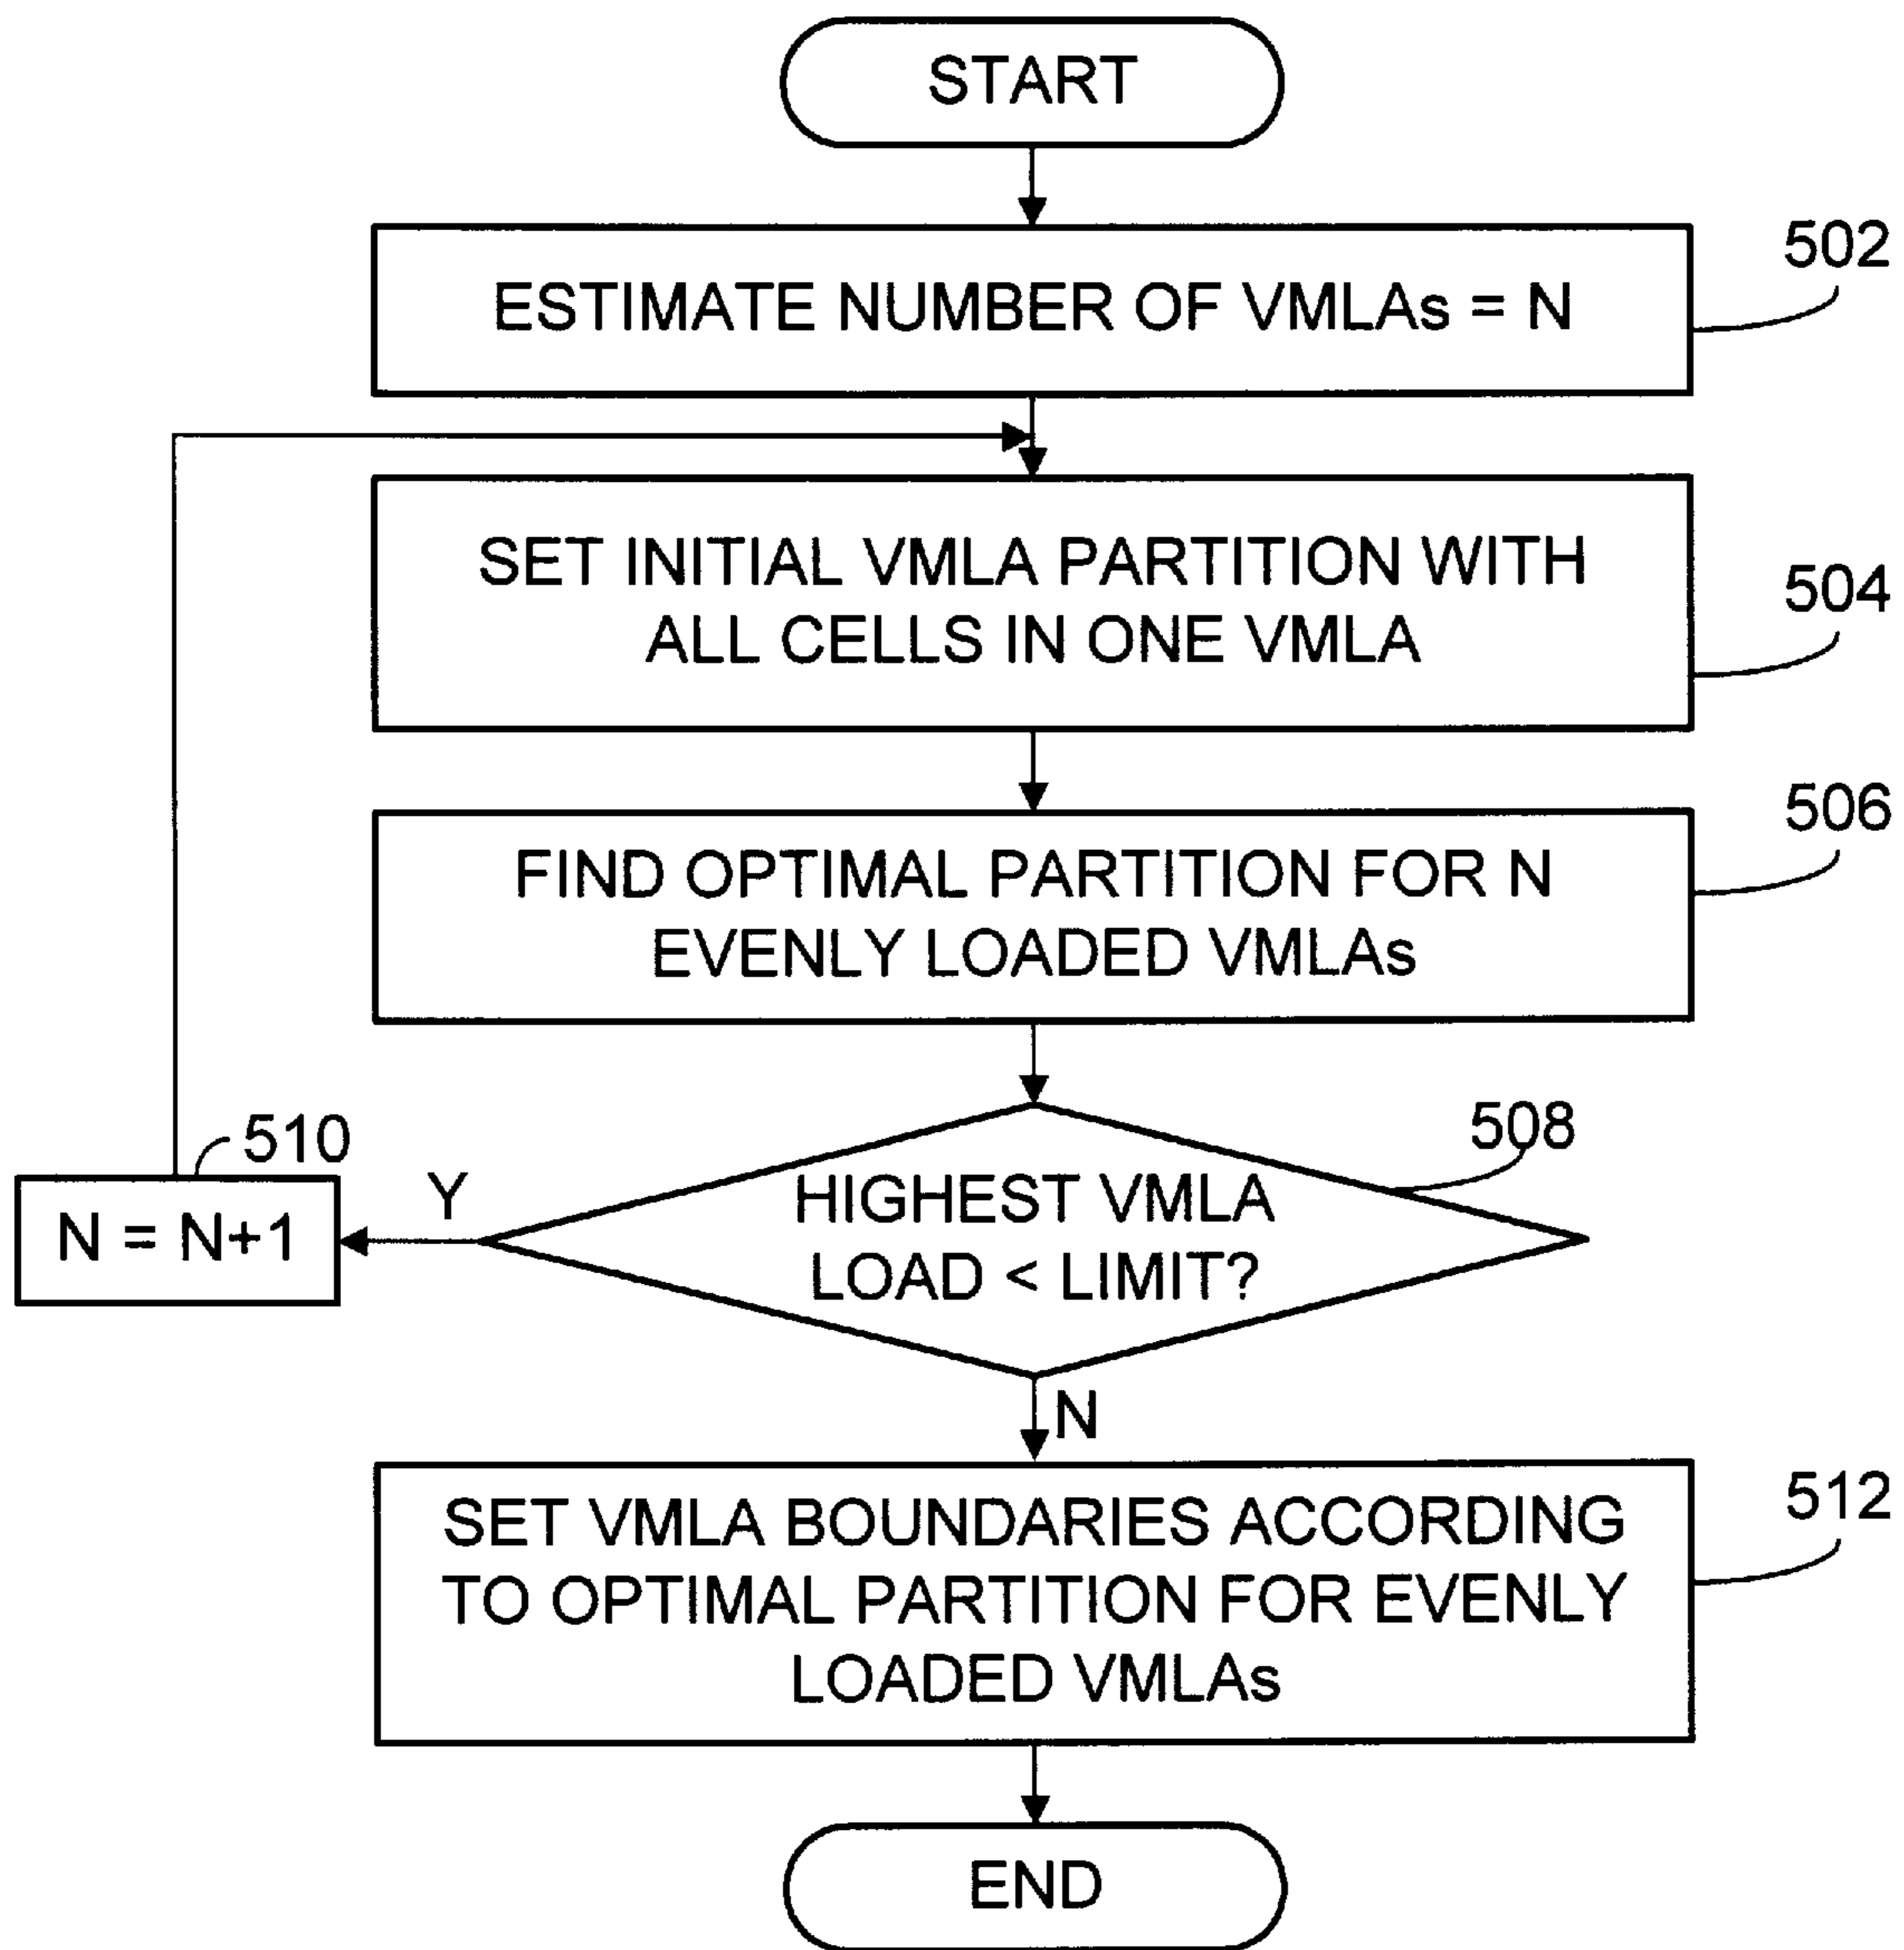 START
502
ESTIMATE NUMBER OF VMLAs = N
SET INITIAL VMLA PARTITION WITH
ALL CELLS IN ONE VMLA
504
506
FIND OPTIMAL PARTITION FOR N
EVENLY LOADED VMLAs
510
508
Y
N = N+1
HIGHEST VMLA
LOAD < LIMIT?
N
512
SET VMLA BOUNDARIES ACCORDING
TO OPTIMAL PARTITION FOR EVENLY
LOADED VMLAs
END